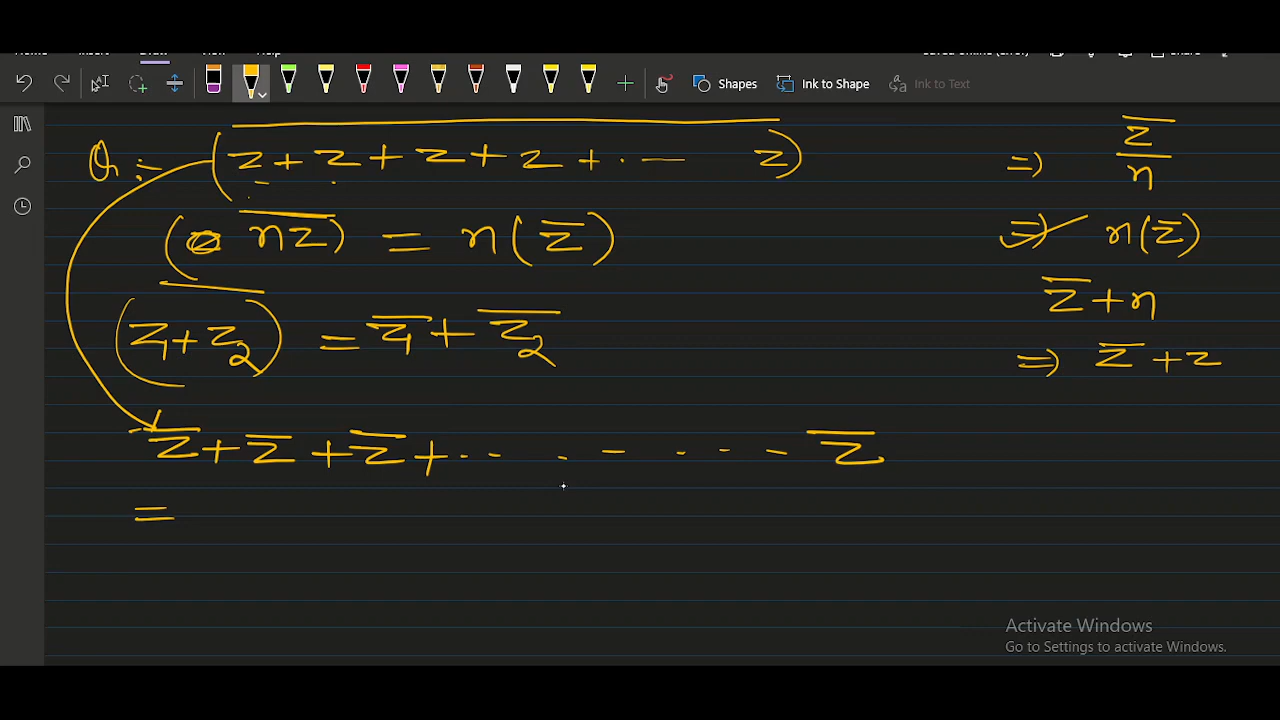 Shapes Ink to Shape Ink to Text
Q :- (z + z + z + z + ..— z)‾
(n̅z̅) = n(z̅)
(z₁ + z₂) = z̅₁ + z̅₂
z̅ + z̅ + z̅ + -- . - . - - - z̅
=
=) z̅/n
=) n(z̅)
z̅ + n
=) z̅ + z
Activate Windows
Go to Settings to activate Windows.